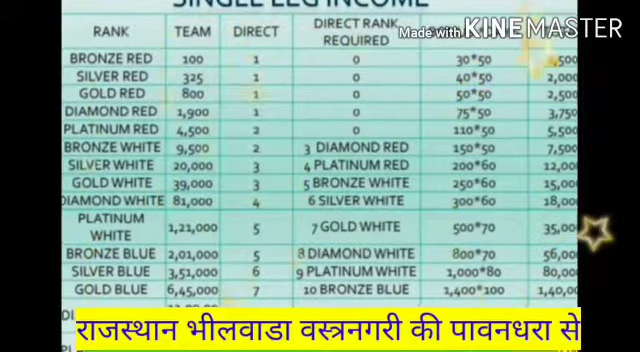 SINGLE LEG INCOME
Made with KINEMASTER
RANK TEAM DIRECT DIRECT RANK REQUIRED
BRONZE RED 100 1 0 30*50 1,500
SILVER RED 325 1 0 40*50 2,000
GOLD RED 800 1 0 50*50 2,500
DIAMOND RED 1,900 1 0 75*50 3,750
PLATINUM RED 4,500 2 0 110*50 5,500
BRONZE WHITE 9,500 2 3 DIAMOND RED 150*50 7,500
SILVER WHITE 20,000 3 4 PLATINUM RED 200*60 12,00
GOLD WHITE 39,000 3 5 BRONZE WHITE 250*60 15,00
DIAMOND WHITE 81,000 4 6 SILVER WHITE 300*60 18,00
PLATINUM WHITE 1,21,000 5 7 GOLD WHITE 500*70 35,00
BRONZE BLUE 2,01,000 5 8 DIAMOND WHITE 800*70 56,00
SILVER BLUE 3,51,000 6 9 PLATINUM WHITE 1,000*80 80,00
GOLD BLUE 6,45,000 7 10 BRONZE BLUE 1,400*100 1,40,0
राजस्थान भीलवाडा वस्त्रनगरी की पावनधरा से